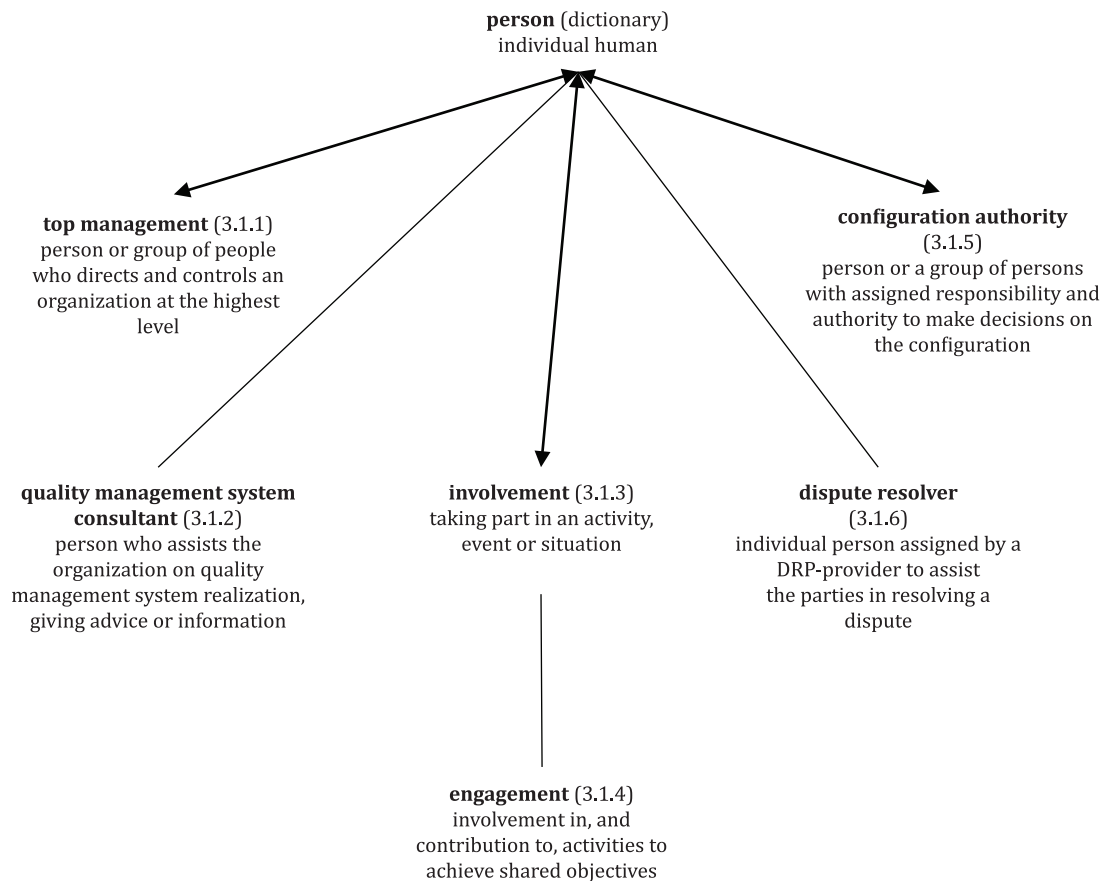 person (dictionary)
individual human
top management (3.1.1)
person or group of people
who directs and controls an
organization at the highest
level
configuration authority
(3.1.5)
person or a group of persons
with assigned responsibility and
authority to make decisions on
the configuration
quality management system
consultant (3.1.2)
person who assists the
organization on quality
management system realization,
giving advice or information
involvement (3.1.3)
taking part in an activity,
event or situation
dispute resolver
(3.1.6)
individual person assigned by a
DRP-provider to assist
the parties in resolving a
dispute
engagement (3.1.4)
involvement in, and
contribution to, activities to
achieve shared objectives